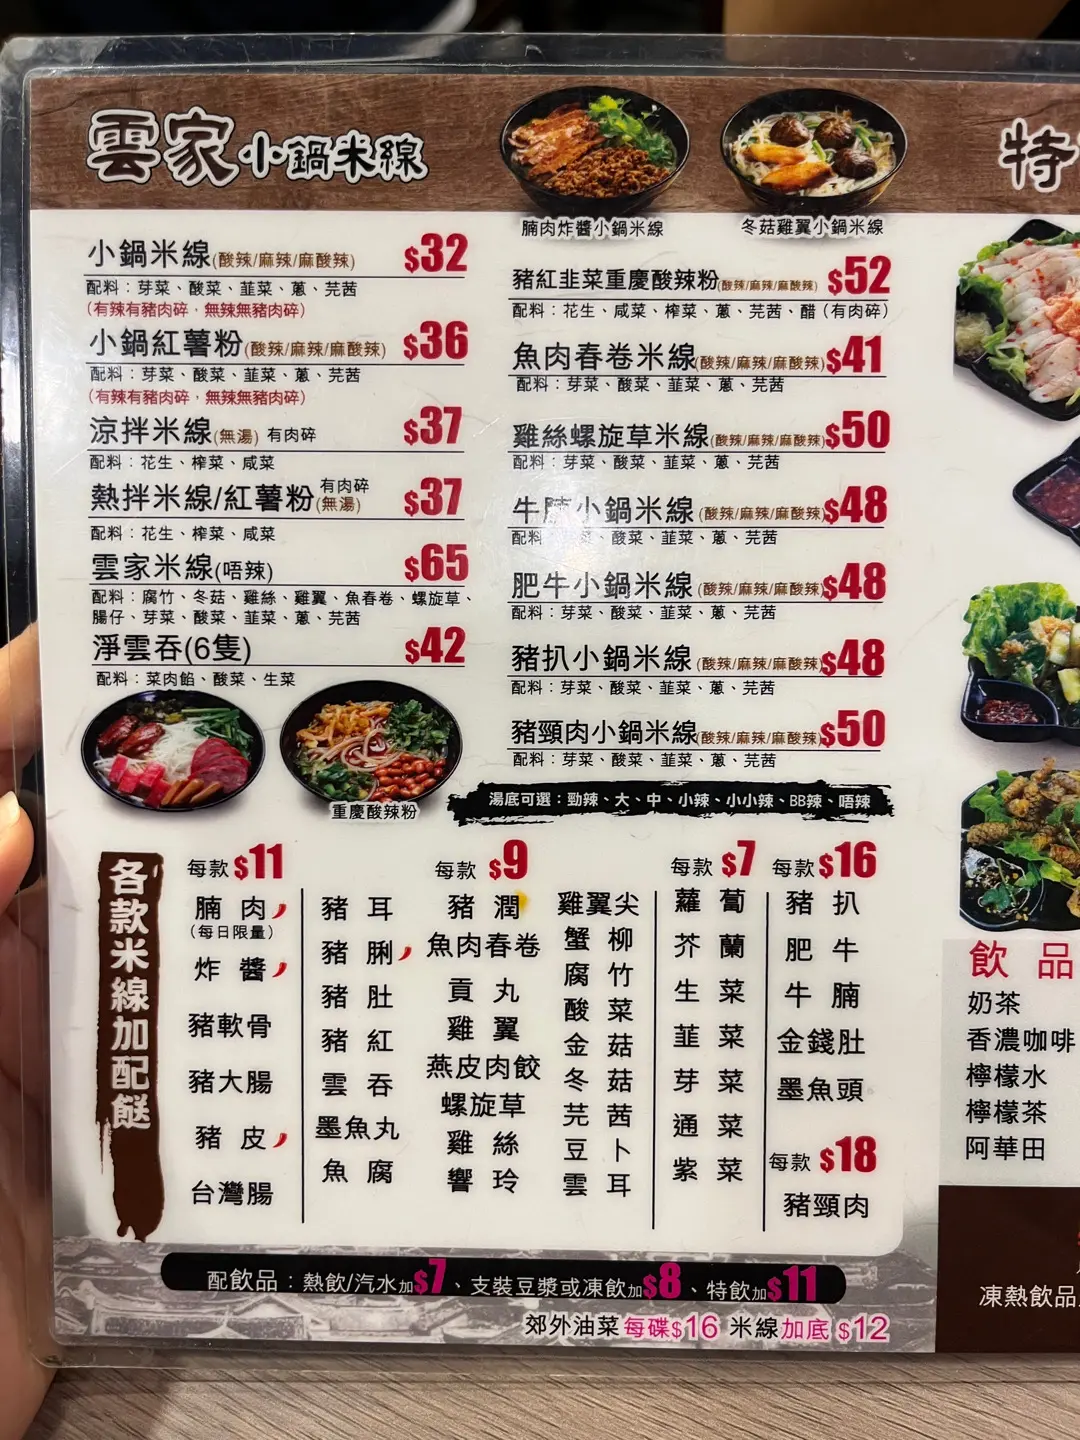 雲家小鍋米線
特
腩肉炸醬小鍋米線
冬菇雞翼小鍋米線
小鍋米線(酸辣/麻辣/麻酸辣) $32
配料：芽菜、酸菜、韮菜、蔥、芫茜
(有辣有豬肉碎，無辣無豬肉碎)
小鍋紅薯粉(酸辣/麻辣/麻酸辣) $36
配料：芽菜、酸菜、韮菜、蔥、芫茜
(有辣有豬肉碎，無辣無豬肉碎)
涼拌米線(無湯) 有肉碎 $37
配料：花生、榨菜、咸菜
熱拌米線/紅薯粉 有肉碎 (無湯) $37
配料：花生、榨菜、咸菜
雲家米線(唔辣) $65
配料：腐竹、冬菇、雞絲、雞翼、魚春卷、螺旋草、
腸仔、芽菜、酸菜、韮菜、蔥、芫茜
淨雲吞(6隻) $42
配料：菜肉餡、酸菜、生菜
重慶酸辣粉
豬紅韭菜重慶酸辣粉(酸辣/麻辣/麻酸辣) $52
配料：花生、咸菜、榨菜、蔥、芫茜、醋（有肉碎）
魚肉春卷米線(酸辣/麻辣/麻酸辣) $41
配料：芽菜、酸菜、韮菜、蔥、芫茜
雞絲螺旋草米線(酸辣/麻辣/麻酸辣) $50
配料：芽菜、酸菜、韮菜、蔥、芫茜
牛腩小鍋米線(酸辣/麻辣/麻酸辣) $48
配料 菜、酸菜、韮菜、蔥、芫茜
肥牛小鍋米線(酸辣/麻辣/麻酸辣) $48
配料：芽菜、酸菜、韮菜、蔥、芫茜
豬扒小鍋米線(酸辣/麻辣/麻酸辣) $48
配料：芽菜、酸菜、韮菜、蔥、芫茜
豬頸肉小鍋米線(酸辣/麻辣/麻酸辣) $50
配料：芽菜、酸菜、韮菜、蔥、芫茜
湯底可選：勁辣、大、中、小辣、小小辣、BB辣、唔辣
各款米線加配餸
每款 $11
腩肉
(每日限量)
炸醬
豬軟骨
豬大腸
豬皮
台灣腸
豬耳
豬脷
豬肚
豬紅
雲吞
墨魚丸
魚腐
每款 $9
豬潤
魚肉春卷
貢丸
雞翼
燕皮肉餃
螺旋草
雞絲
響玲
雞翼尖
蟹柳
腐竹
酸菜
金菇
冬菇
芫茜
豆卜
雲耳
每款 $7
蘿蔔
芥蘭
生菜
韮菜
芽菜
通菜
紫菜
每款 $16
豬扒
肥牛
牛腩
金錢肚
墨魚頭
每款 $18
豬頸肉
配飲品：熱飲/汽水加$7、支裝豆漿或凍飲加$8、特飲加$11
郊外油菜每碟$16 米線加底 $12
飲品
奶茶
香濃咖啡
檸檬水
檸檬茶
阿華田
凍熱飲品